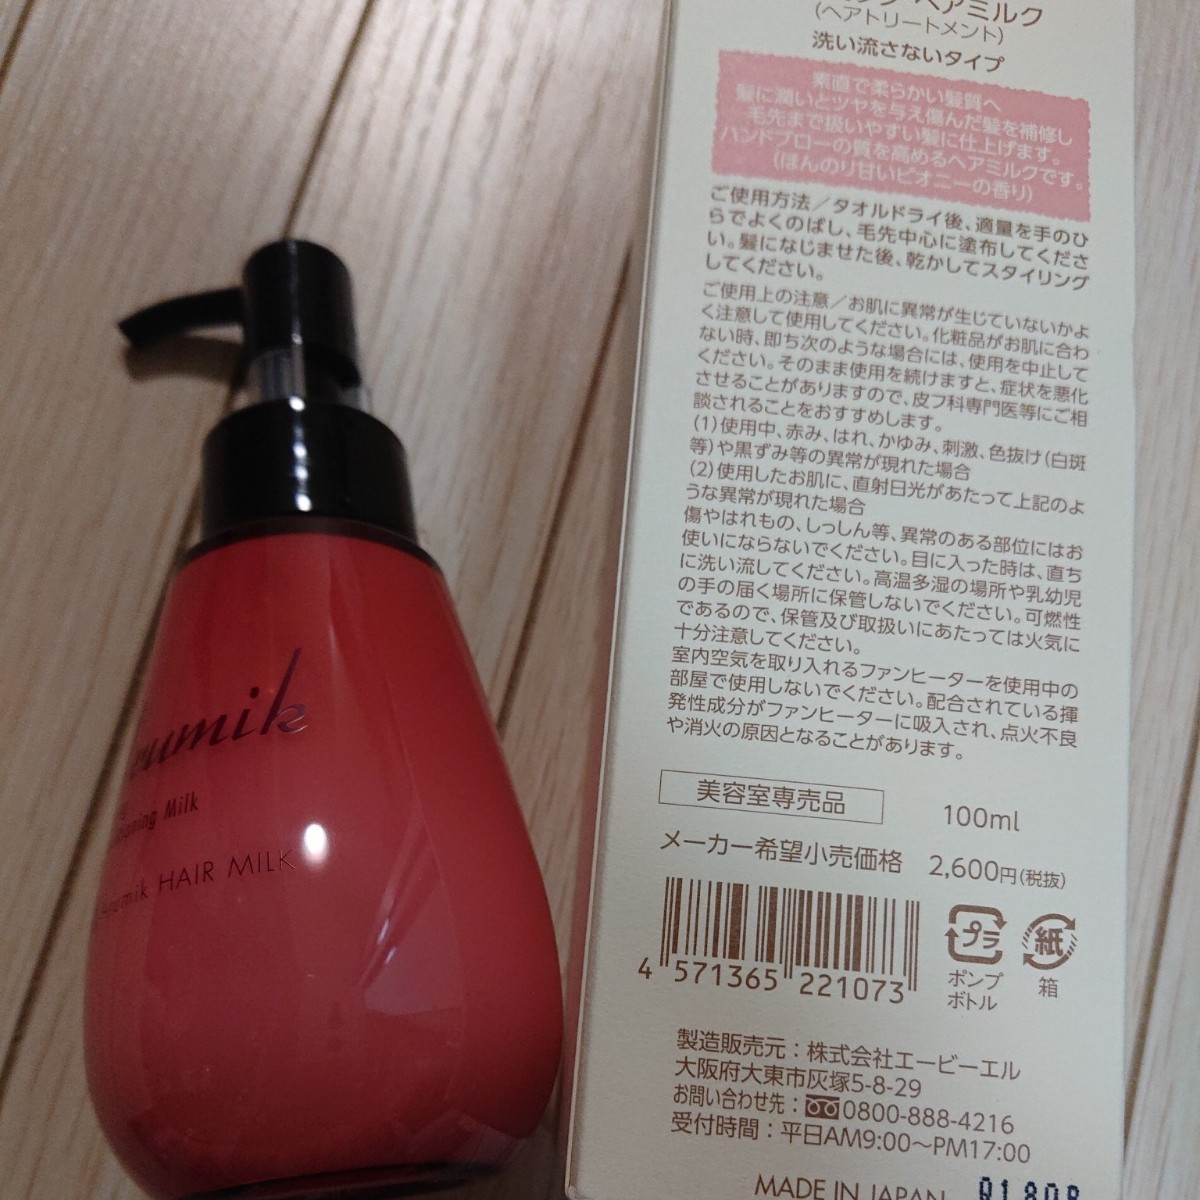 ヘアミルク
(ヘアトリートメント)
洗い流さないタイプ
素直で柔らかい髪質へ
髪に潤いとツヤを与え傷んだ髪を補修し
毛先まで扱いやすい髪に仕上げます。
ハンドブローの質を高めるヘアミルクです。
(ほんのり甘いピオニーの香り)
ご使用方法/タオルドライ後、適量を手のひ
らでよくのばし、毛先中心に塗布してくださ
い。髪になじませた後、乾かしてスタイリング
してください。
ご使用上の注意/お肌に異常が生じていないかよ
く注意して使用してください。化粧品がお肌に合わ
ない時、即ち次のような場合には、使用を中止して
ください。そのまま使用を続けますと、症状を悪化
させることがありますので、皮フ科専門医等にご相
談されることをおすすめします。
(1)使用中、赤み、はれ、かゆみ、刺激、色抜け(白斑
等)や黒ずみ等の異常が現れた場合
(2)使用したお肌に、直射日光があたって上記のよ
うな異常が現れた場合
傷やはれもの、しっしん等、異常のある部位にはお
使いにならないでください。目に入った時は、直ち
に洗い流してください。高温多湿の場所や乳幼児
の手の届く場所に保管しないでください。可燃性
であるので、保管及び取扱いにあたっては火気に
十分注意してください。
室内空気を取り入れるファンヒーターを使用中の
部屋で使用しないでください。配合されている揮
発性成分がファンヒーターに吸入され、点火不良
や消火の原因となることがあります。
美容室専売品 100ml
メーカー希望小売価格 2,600円(税抜)
4 571365 221073
プラ 紙
ポンプ
ボトル 箱
製造販売元:株式会社エービーエル
大阪府大東市灰塚5-8-29
お問い合わせ先:0800-888-4216
受付時間:平日AM9:00～PM17:00
MADE IN JAPAN
Milk
HAIR MILK